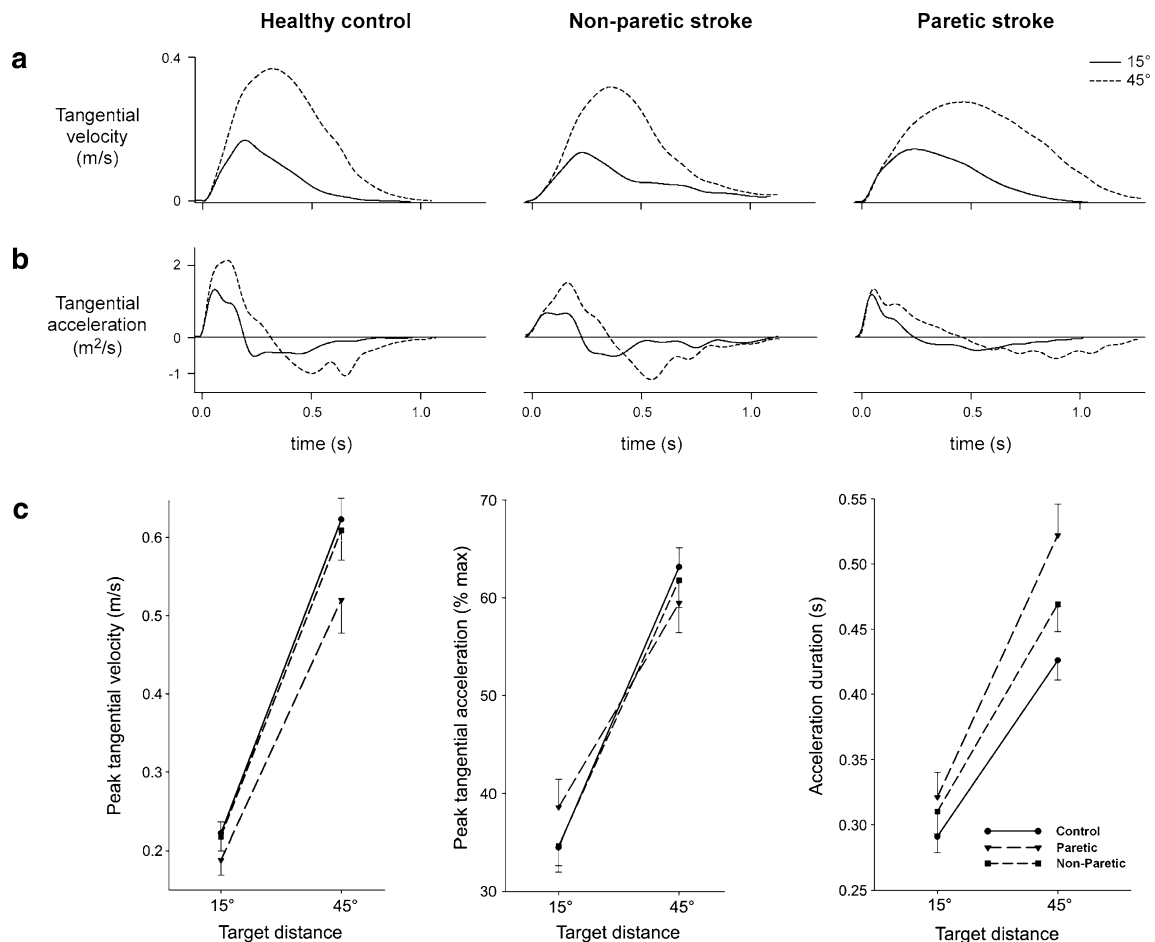 Healthy control Non-paretic stroke Paretic stroke
a
0.4
Tangential
velocity
(m/s)
0
15°
45°
b
2
0
-1
Tangential
acceleration
(m²/s)
0.0 0.5 1.0
0.0 0.5 1.0
0.0 0.5 1.0
time (s) time (s) time (s)
c
Peak tangential velocity (m/s)
0.6
0.5
0.4
0.3
0.2
15° 45°
Target distance
Peak tangential acceleration (% max)
70
60
50
40
30
15° 45°
Target distance
Acceleration duration (s)
0.55
0.50
0.45
0.40
0.35
0.30
0.25
Control
Paretic
Non-Paretic
15° 45°
Target distance